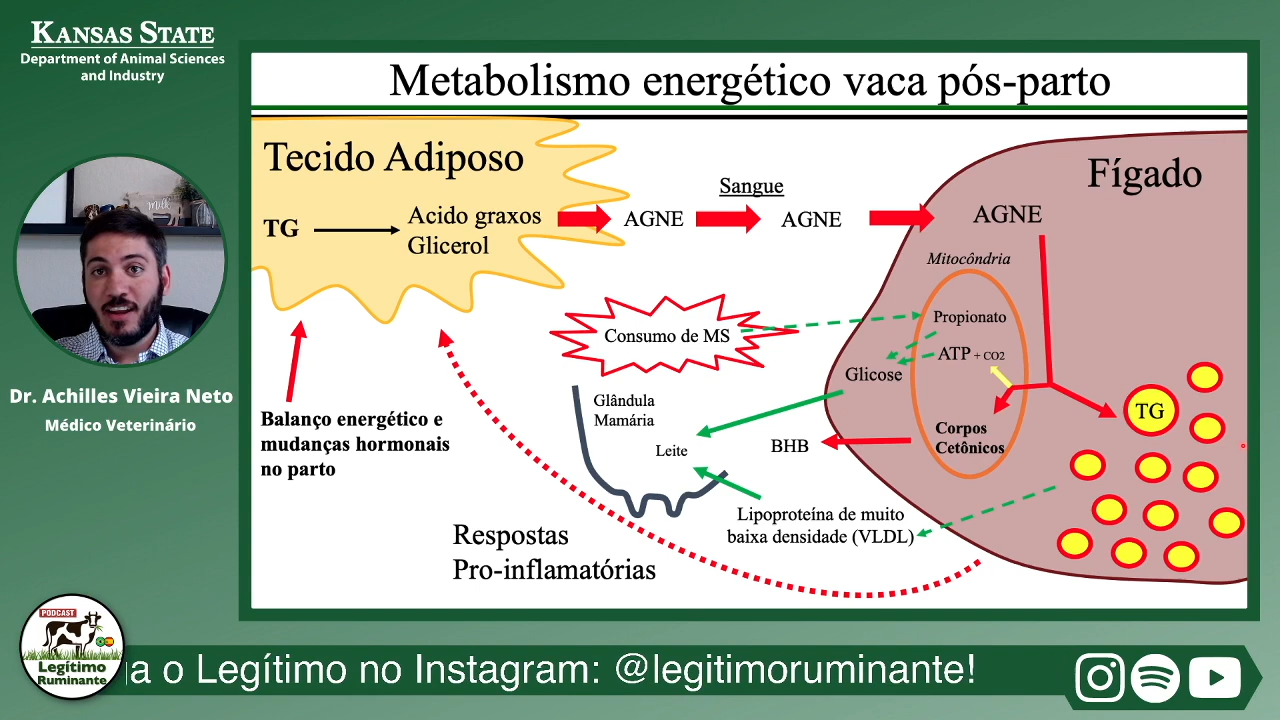 KANSAS STATE
Department of Animal Sciences
and Industry
Metabolismo energético vaca pós-parto
Tecido Adiposo
TG
Acido graxos
Glicerol
AGNE
Sangue
AGNE
Fígado
AGNE
Mitocôndria
Propionato
ATP + CO2
Glicose
Corpos
Cetônicos
TG
Consumo de MS
Glândula
Mamária
Leite
BHB
Lipoproteína de muito
baixa densidade (VLDL)
Balanço energético e
mudanças hormonais
no parto
Respostas
Pro-inflamatórias
Dr. Achilles Vieira Neto
Médico Veterinário
PODCAST
Legítimo
Ruminante
o Legítimo no Instagram: @legitimoruminante!